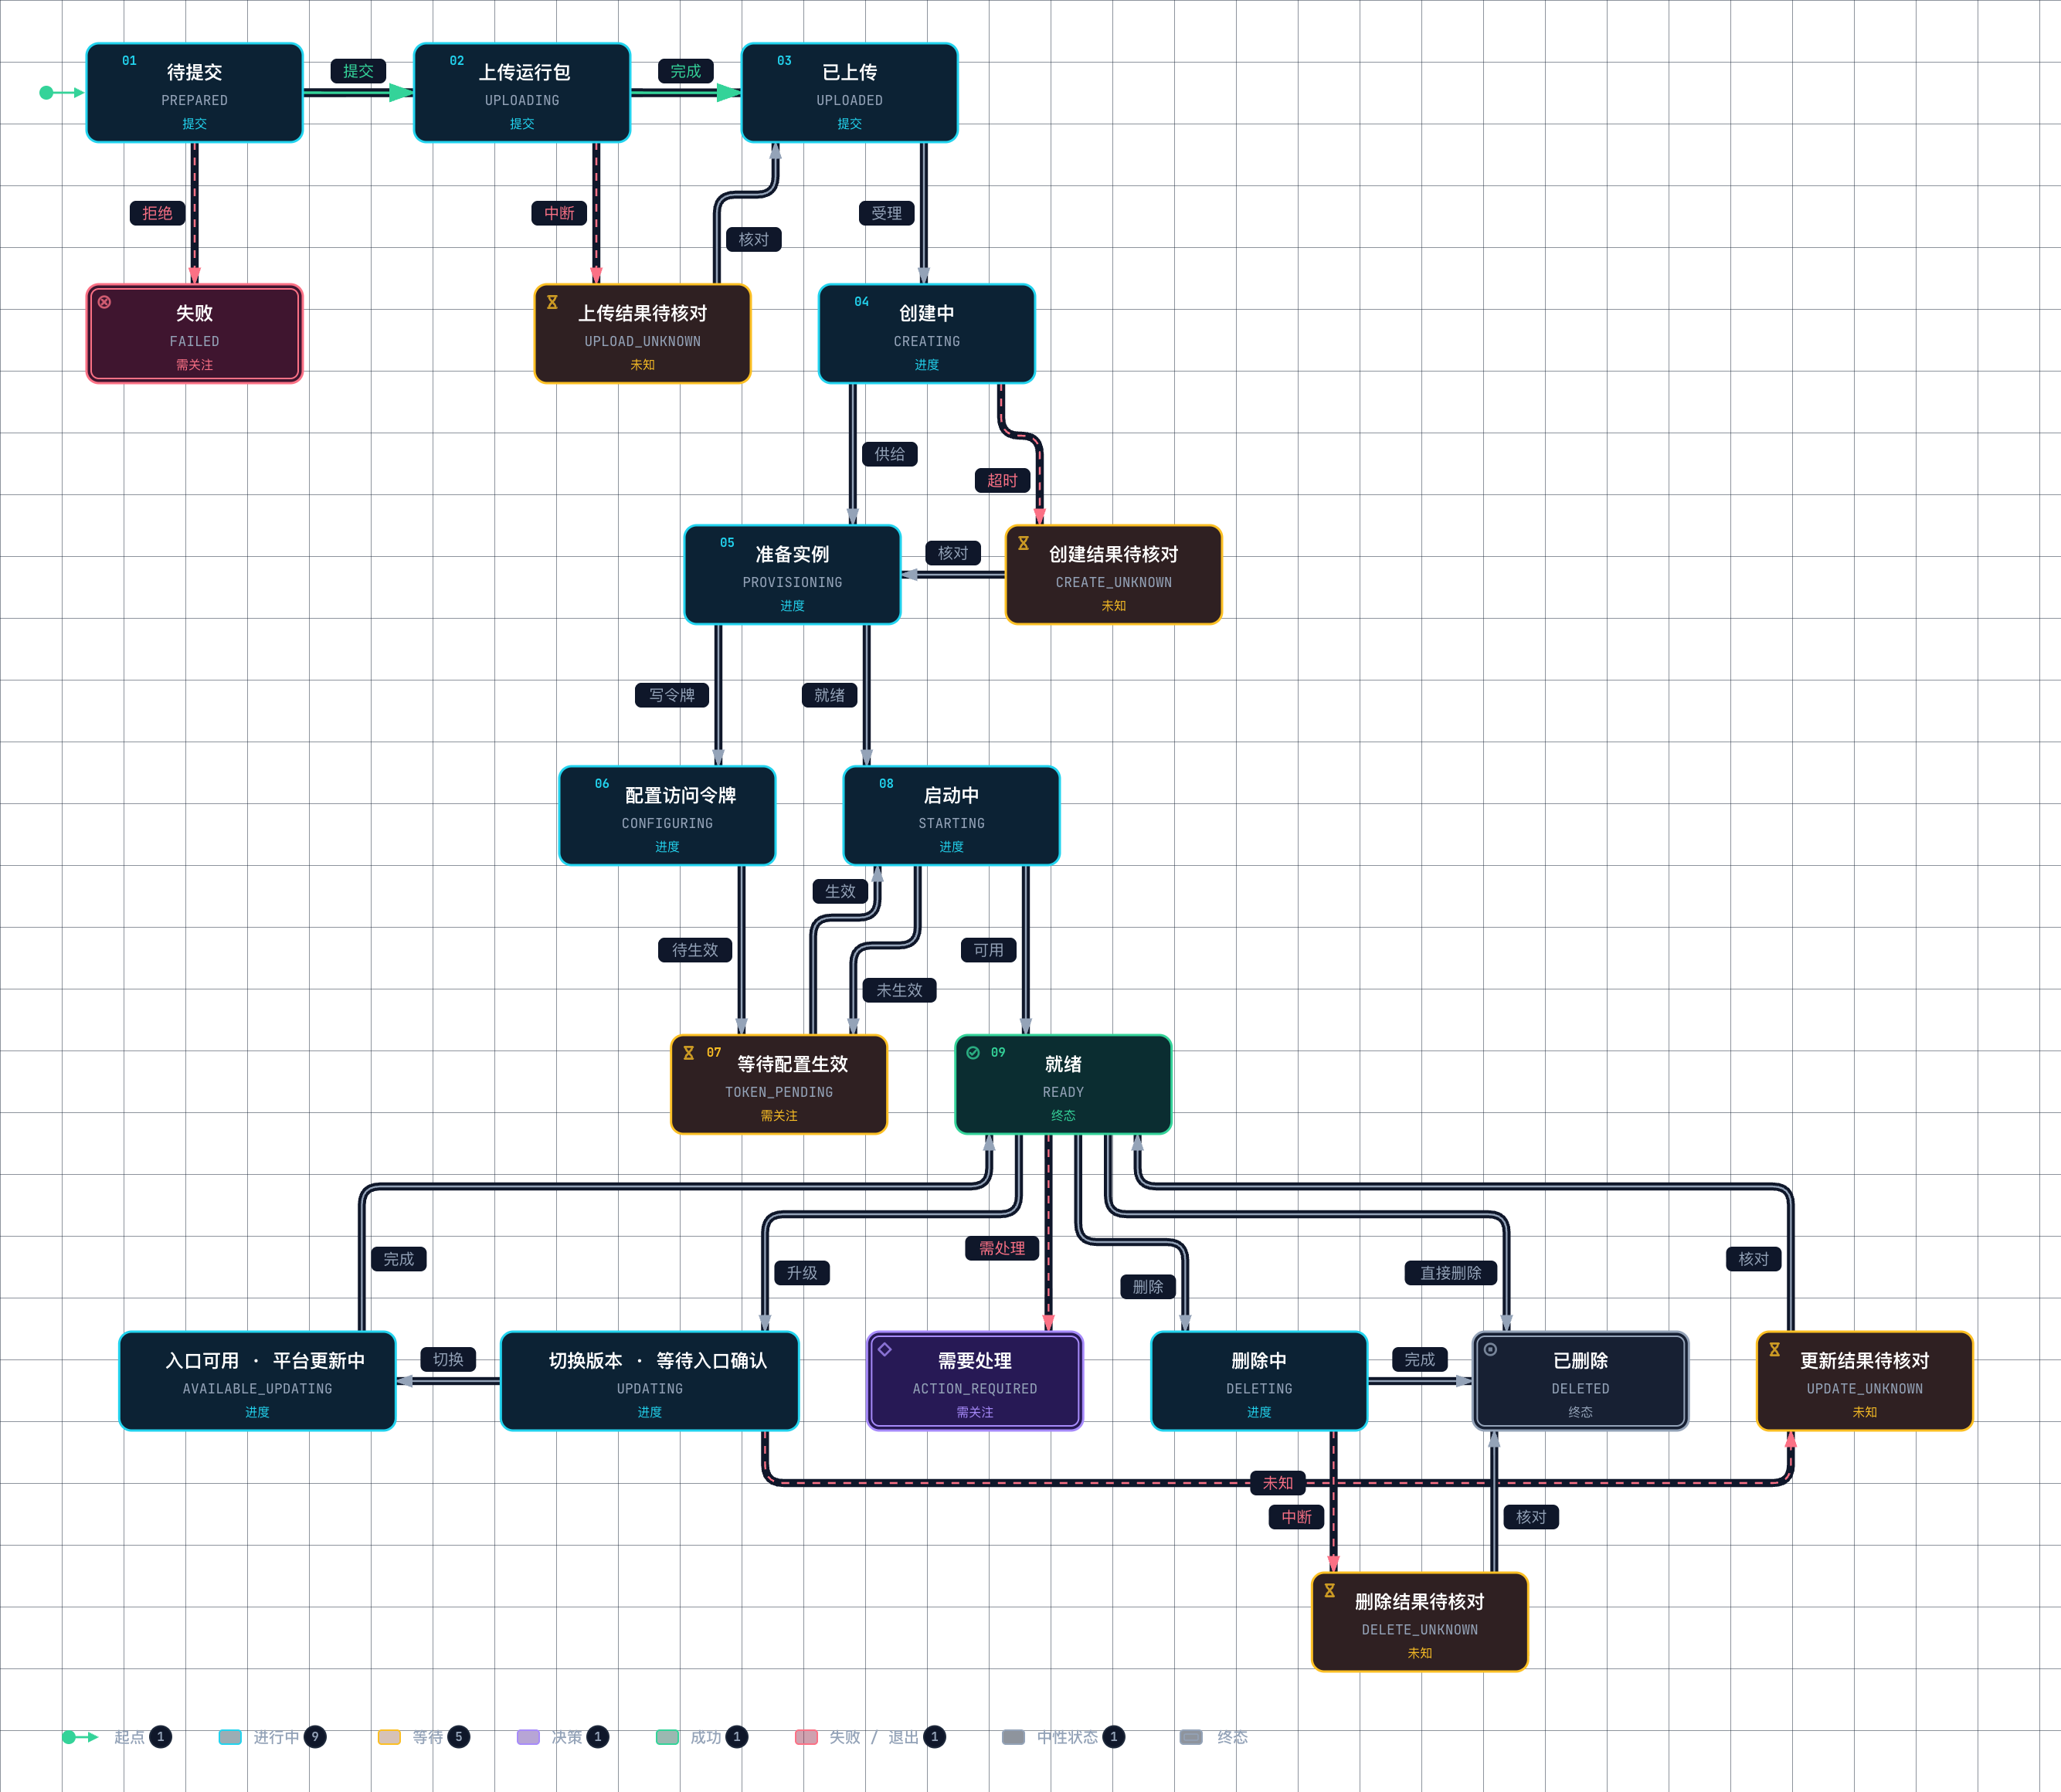 01
待提交
PREPARED
提交
提交
02
上传运行包
UPLOADING
提交
完成
03
已上传
UPLOADED
提交
拒绝
中断
核对
受理
失败
FAILED
需关注
上传结果待核对
UPLOAD_UNKNOWN
未知
04
创建中
CREATING
进度
供给
超时
05
准备实例
PROVISIONING
进度
核对
创建结果待核对
CREATE_UNKNOWN
未知
写令牌
就绪
06
配置访问令牌
CONFIGURING
进度
08
启动中
STARTING
进度
生效
待生效
可用
未生效
07
等待配置生效
TOKEN_PENDING
需关注
09
就绪
READY
终态
完成
升级
需处理
删除
直接删除
核对
入口可用 · 平台更新中
AVAILABLE_UPDATING
进度
切换
切换版本 · 等待入口确认
UPDATING
进度
需要处理
ACTION_REQUIRED
需关注
删除中
DELETING
进度
完成
已删除
DELETED
终态
更新结果待核对
UPDATE_UNKNOWN
未知
未知
中断
核对
删除结果待核对
DELETE_UNKNOWN
未知
起点 1
进行中 9
等待 5
决策 1
成功 1
失败 / 退出 1
中性状态 1
终态